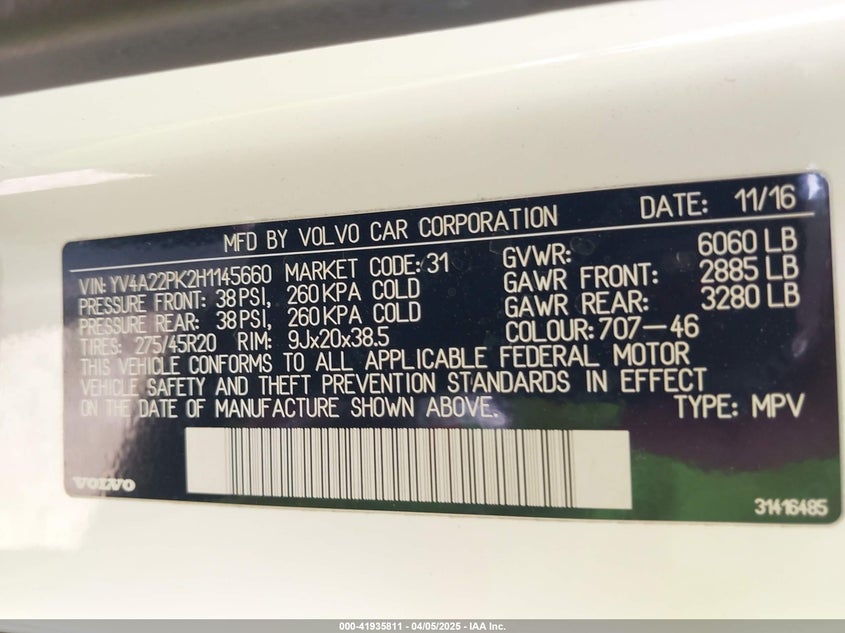 MFD BY VOLVO CAR CORPORATION DATE: 11/16
VIN: YV4A22PK2H1145660 MARKET CODE: 31 GVWR: 6060 LB
PRESSURE FRONT: 38 PSI, 260 KPA COLD GAWR FRONT: 2885 LB
PRESSURE REAR: 38 PSI, 260 KPA COLD GAWR REAR: 3280 LB
TIRES: 275/45R20 RIM: 9Jx20x38.5 COLOUR: 707-46
THIS VEHICLE CONFORMS TO ALL APPLICABLE FEDERAL MOTOR
VEHICLE SAFETY AND THEFT PREVENTION STANDARDS IN EFFECT
ON THE DATE OF MANUFACTURE SHOWN ABOVE. TYPE: MPV
VOLVO
31416485
000-41935811 - 04/05/2025 - IAA Inc.